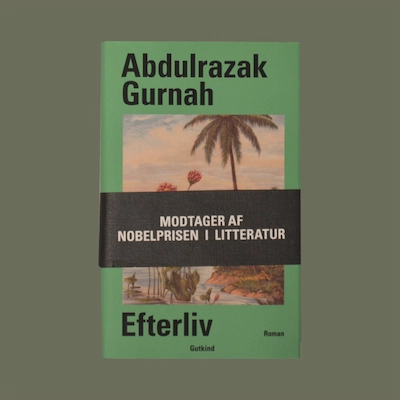 Abdulrazak
Gurnah
MODTAGER AF
NOBELPRISEN I LITTERATUR
Efterliv
Roman
Gutkind